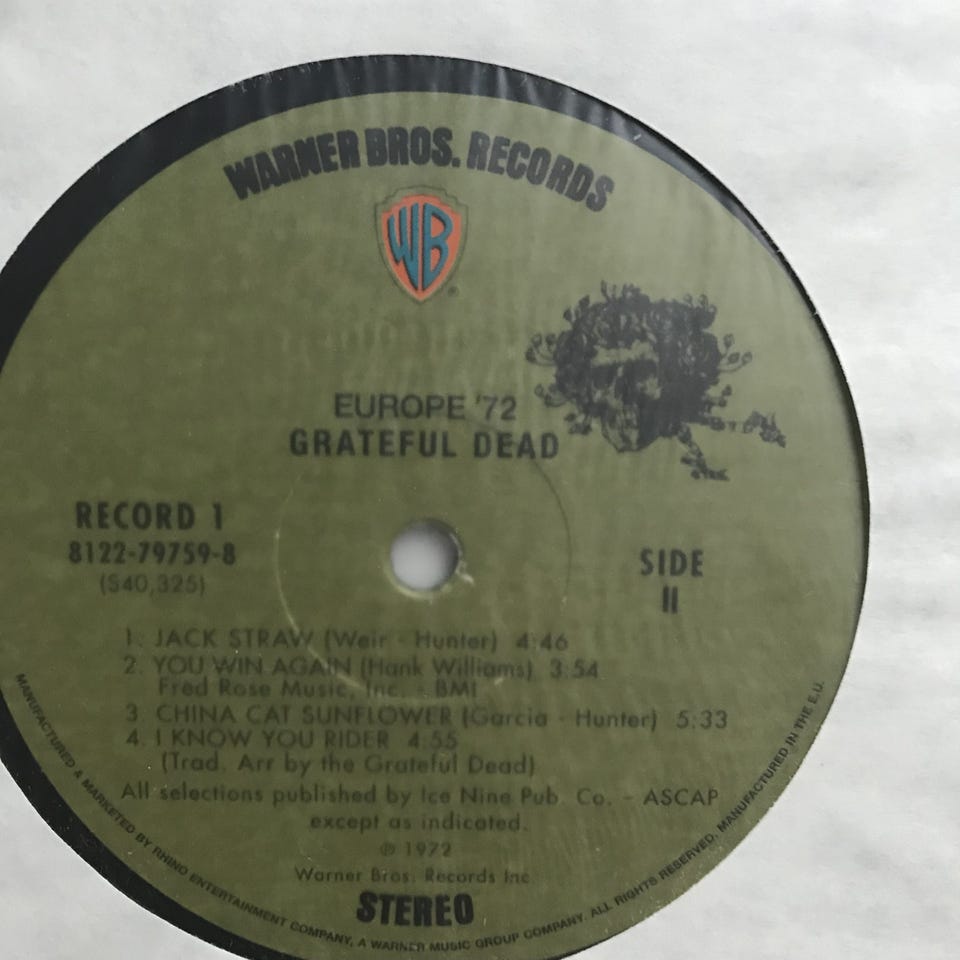 WARNER BROS. RECORDS
WB
®
EUROPE '72
GRATEFUL DEAD
RECORD 1
8122-79759-8
(S40,325)
SIDE
II
1. JACK STRAW (Weir - Hunter) 4:46
2. YOU WIN AGAIN (Hank Williams) 3:54
Fred Rose Music, Inc. - BMI
3 CHINA CAT SUNFLOWER (Garcia - Hunter) 5:33
4. I KNOW YOU RIDER 4:55
(Trad. Arr by the Grateful Dead)
All selections published by Ice Nine Pub. Co. - ASCAP
except as indicated.
℗ 1972
Warner Bros. Records Inc.
STEREO
MANUFACTURED & MARKETED BY RHINO ENTERTAINMENT COMPANY, A WARNER MUSIC GROUP COMPANY. ALL RIGHTS RESERVED. MANUFACTURED IN THE E.U.